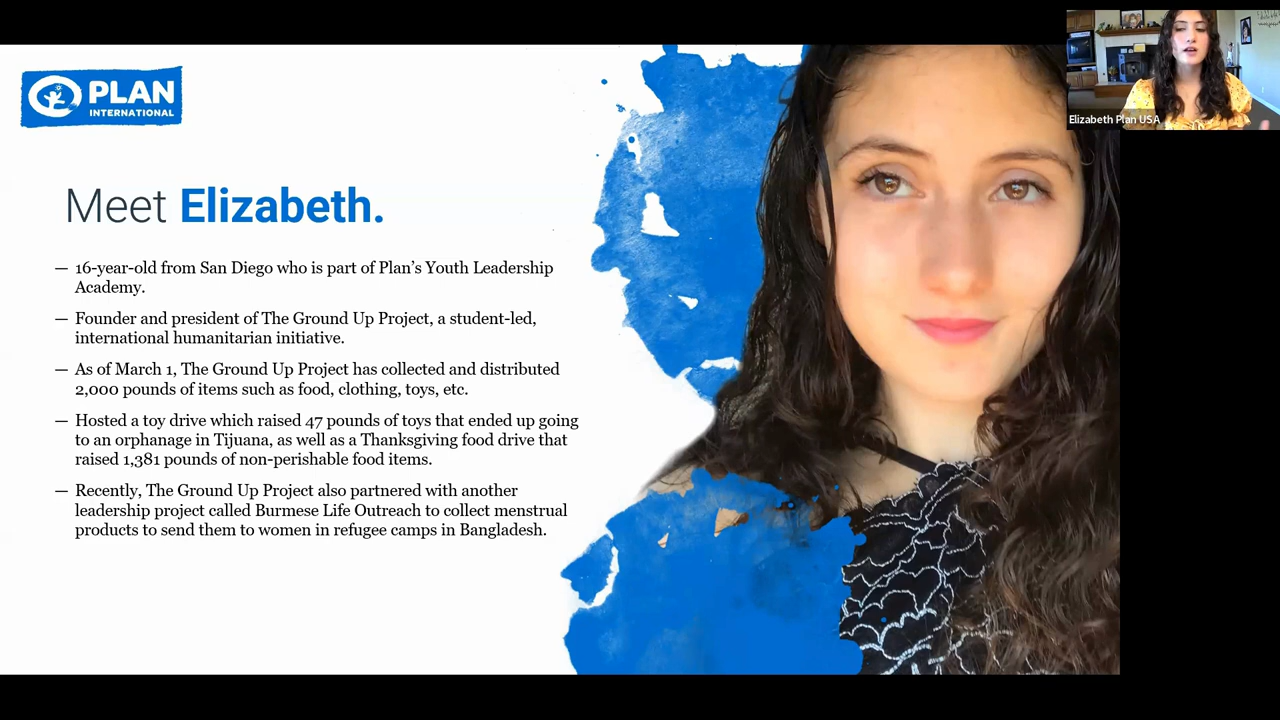 PLAN
INTERNATIONAL
Elizabeth Plan USA
Meet Elizabeth.
— 16-year-old from San Diego who is part of Plan’s Youth Leadership
Academy.
— Founder and president of The Ground Up Project, a student-led,
international humanitarian initiative.
— As of March 1, The Ground Up Project has collected and distributed
2,000 pounds of items such as food, clothing, toys, etc.
— Hosted a toy drive which raised 47 pounds of toys that ended up going
to an orphanage in Tijuana, as well as a Thanksgiving food drive that
raised 1,381 pounds of non-perishable food items.
— Recently, The Ground Up Project also partnered with another
leadership project called Burmese Life Outreach to collect menstrual
products to send them to women in refugee camps in Bangladesh.